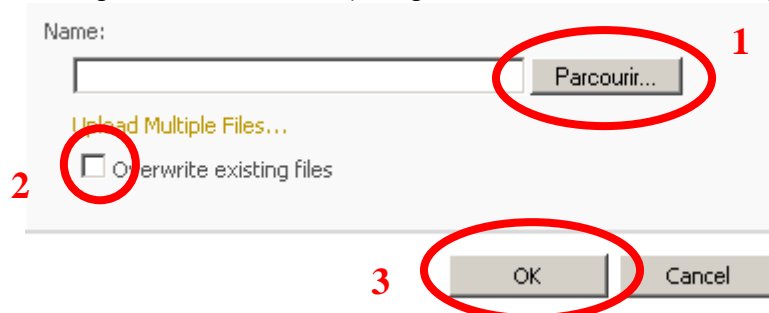 Name:
1
Parcourir...
Upload Multiple Files...
2
Overwrite existing files
3
OK
Cancel